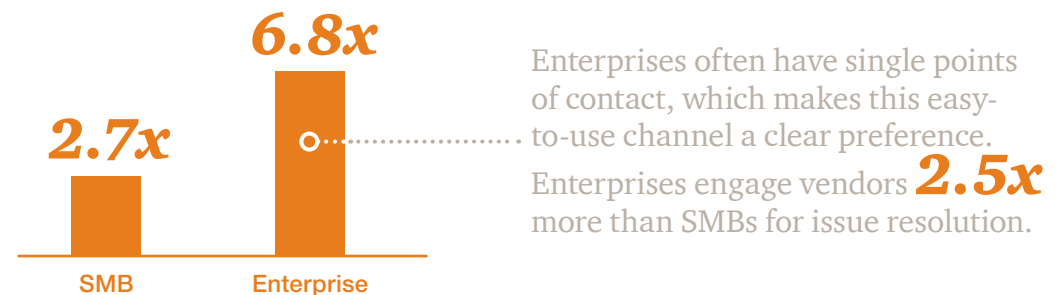 6.8x
2.7x
SMB
Enterprise
Enterprises often have single points
of contact, which makes this easy-
to-use channel a clear preference.
Enterprises engage vendors 2.5x
more than SMBs for issue resolution.